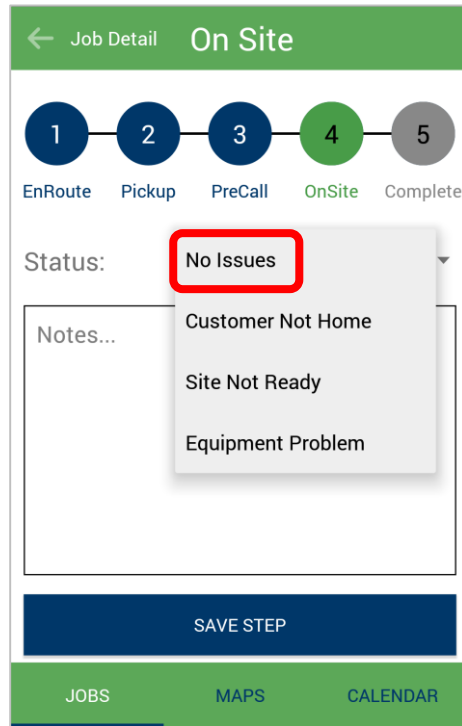 Job Detail On Site
1 2 3 4 5
EnRoute Pickup PreCall OnSite Complete
Status: No Issues
Notes...
Customer Not Home
Site Not Ready
Equipment Problem
SAVE STEP
JOBS MAPS CALENDAR